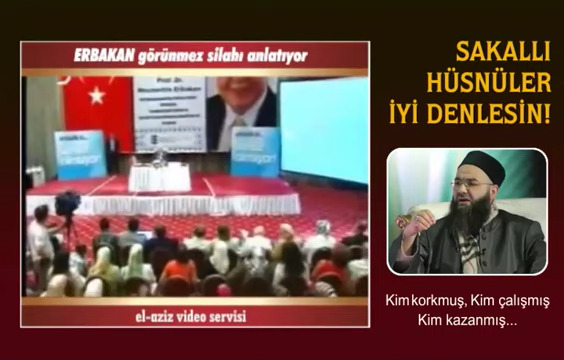 ERBAKAN görünmez silahı anlatıyor
Prof. Dr.
Necmettin Erbakan
SAKALLI
HÜSNÜLER
İYİ DENLESİN!
Kim korkmuş, Kim çalışmış
Kim kazanmış...
el-aziz video servisi